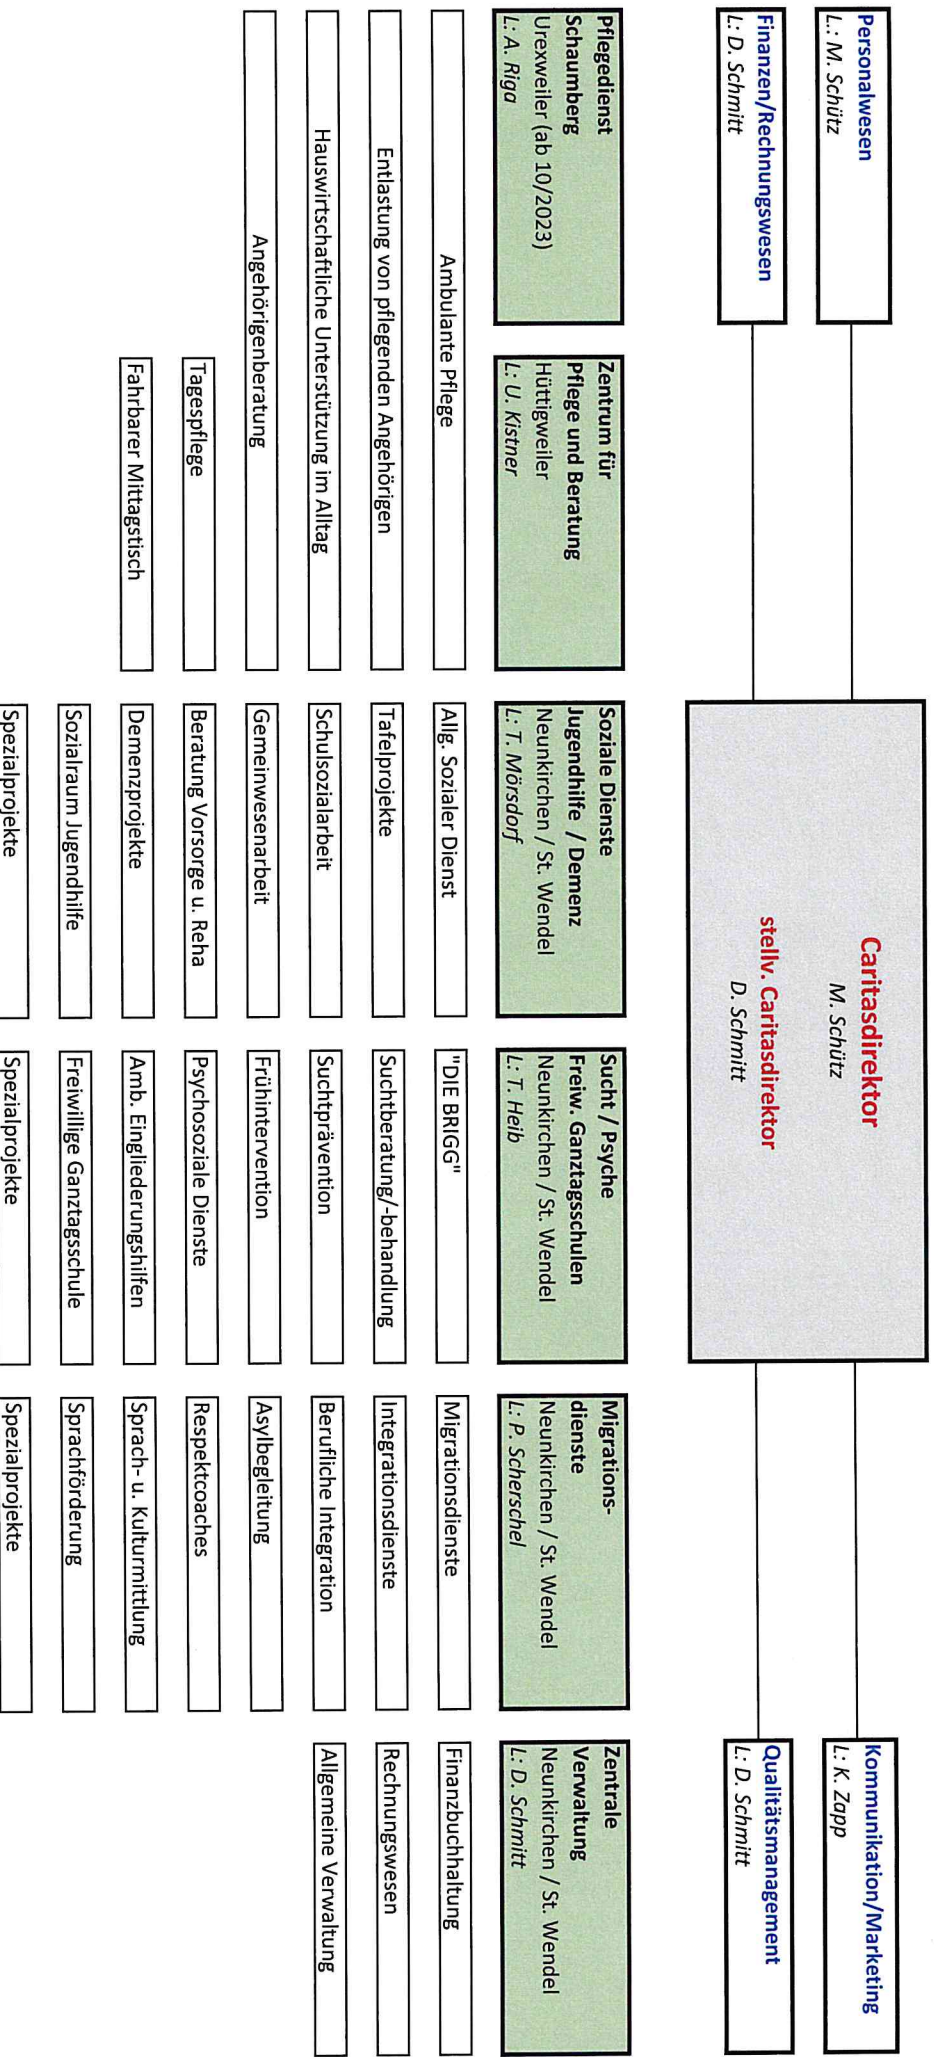 Caritasdirektor
M. Schütz
stellv. Caritasdirektor
D. Schmitt
Personalwesen
L.: M. Schütz
Finanzen/Rechnungswesen
L: D. Schmitt
Kommunikation/Marketing
L: K. Zapp
Qualitätsmanagement
L: D. Schmitt
Pflegedienst
Schaumberg
Urexweiler (ab 10/2023)
L: A. Riga
Zentrum für
Pflege und Beratung
Hüttigweiler
L: U. Kistner
Ambulante Pflege
Entlastung von pflegenden Angehörigen
Hauswirtschaftliche Unterstützung im Alltag
Angehörigenberatung
Tagespflege
Fahrbarer Mittagstisch
Soziale Dienste
Jugendhilfe / Demenz
Neunkirchen / St. Wendel
L: T. Mörsdorf
Allg. Sozialer Dienst
Tafelprojekte
Schulsozialarbeit
Gemeinwesenarbeit
Beratung Vorsorge u. Reha
Demenzprojekte
Sozialraum Jugendhilfe
Spezialprojekte
Sucht / Psyche
Freiw. Ganztagsschulen
Neunkirchen / St. Wendel
L: T. Heib
"DIE BRIGG"
Suchtberatung/-behandlung
Suchtprävention
Frühintervention
Psychosoziale Dienste
Amb. Eingliederungshilfen
Freiwillige Ganztagsschule
Spezialprojekte
Migrations-
dienste
Neunkirchen / St. Wendel
L: P. Scherschel
Migrationsdienste
Integrationsdienste
Berufliche Integration
Asylbegleitung
Respektcoaches
Sprach- u. Kulturmittlung
Sprachförderung
Spezialprojekte
Zentrale
Verwaltung
Neunkirchen / St. Wendel
L: D. Schmitt
Finanzbuchhaltung
Rechnungswesen
Allgemeine Verwaltung